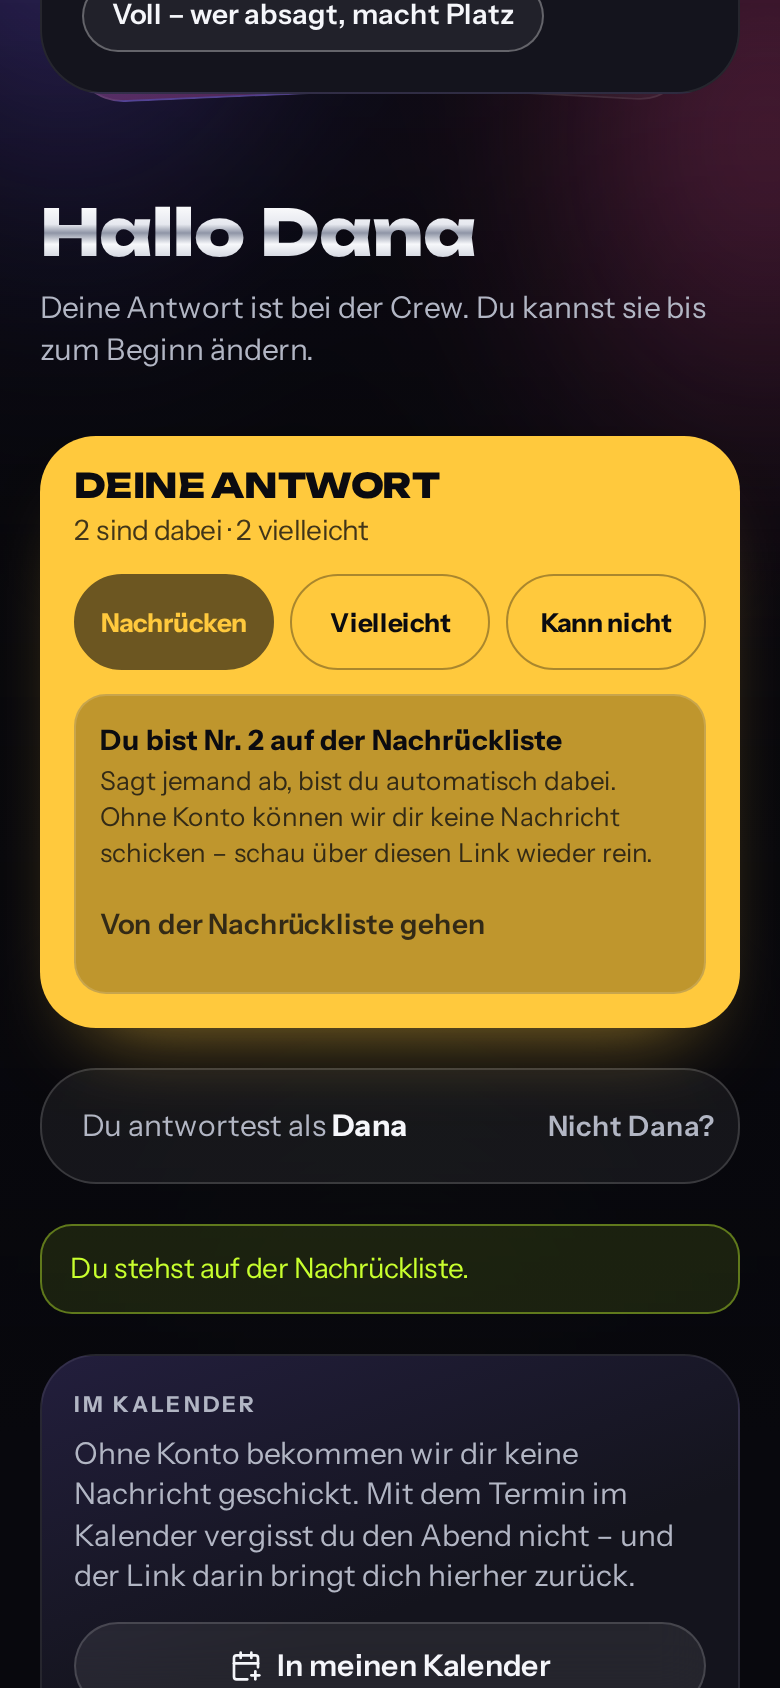 Voll – wer absagt, macht Platz
Hallo Dana
Deine Antwort ist bei der Crew. Du kannst sie bis
zum Beginn ändern.
DEINE ANTWORT
2 sind dabei · 2 vielleicht
Nachrücken
Vielleicht
Kann nicht
Du bist Nr. 2 auf der Nachrückliste
Sagt jemand ab, bist du automatisch dabei.
Ohne Konto können wir dir keine Nachricht
schicken – schau über diesen Link wieder rein.
Von der Nachrückliste gehen
Du antwortest als Dana
Nicht Dana?
Du stehst auf der Nachrückliste.
IM KALENDER
Ohne Konto bekommen wir dir keine
Nachricht geschickt. Mit dem Termin im
Kalender vergisst du den Abend nicht – und
der Link darin bringt dich hierher zurück.
In meinen Kalender